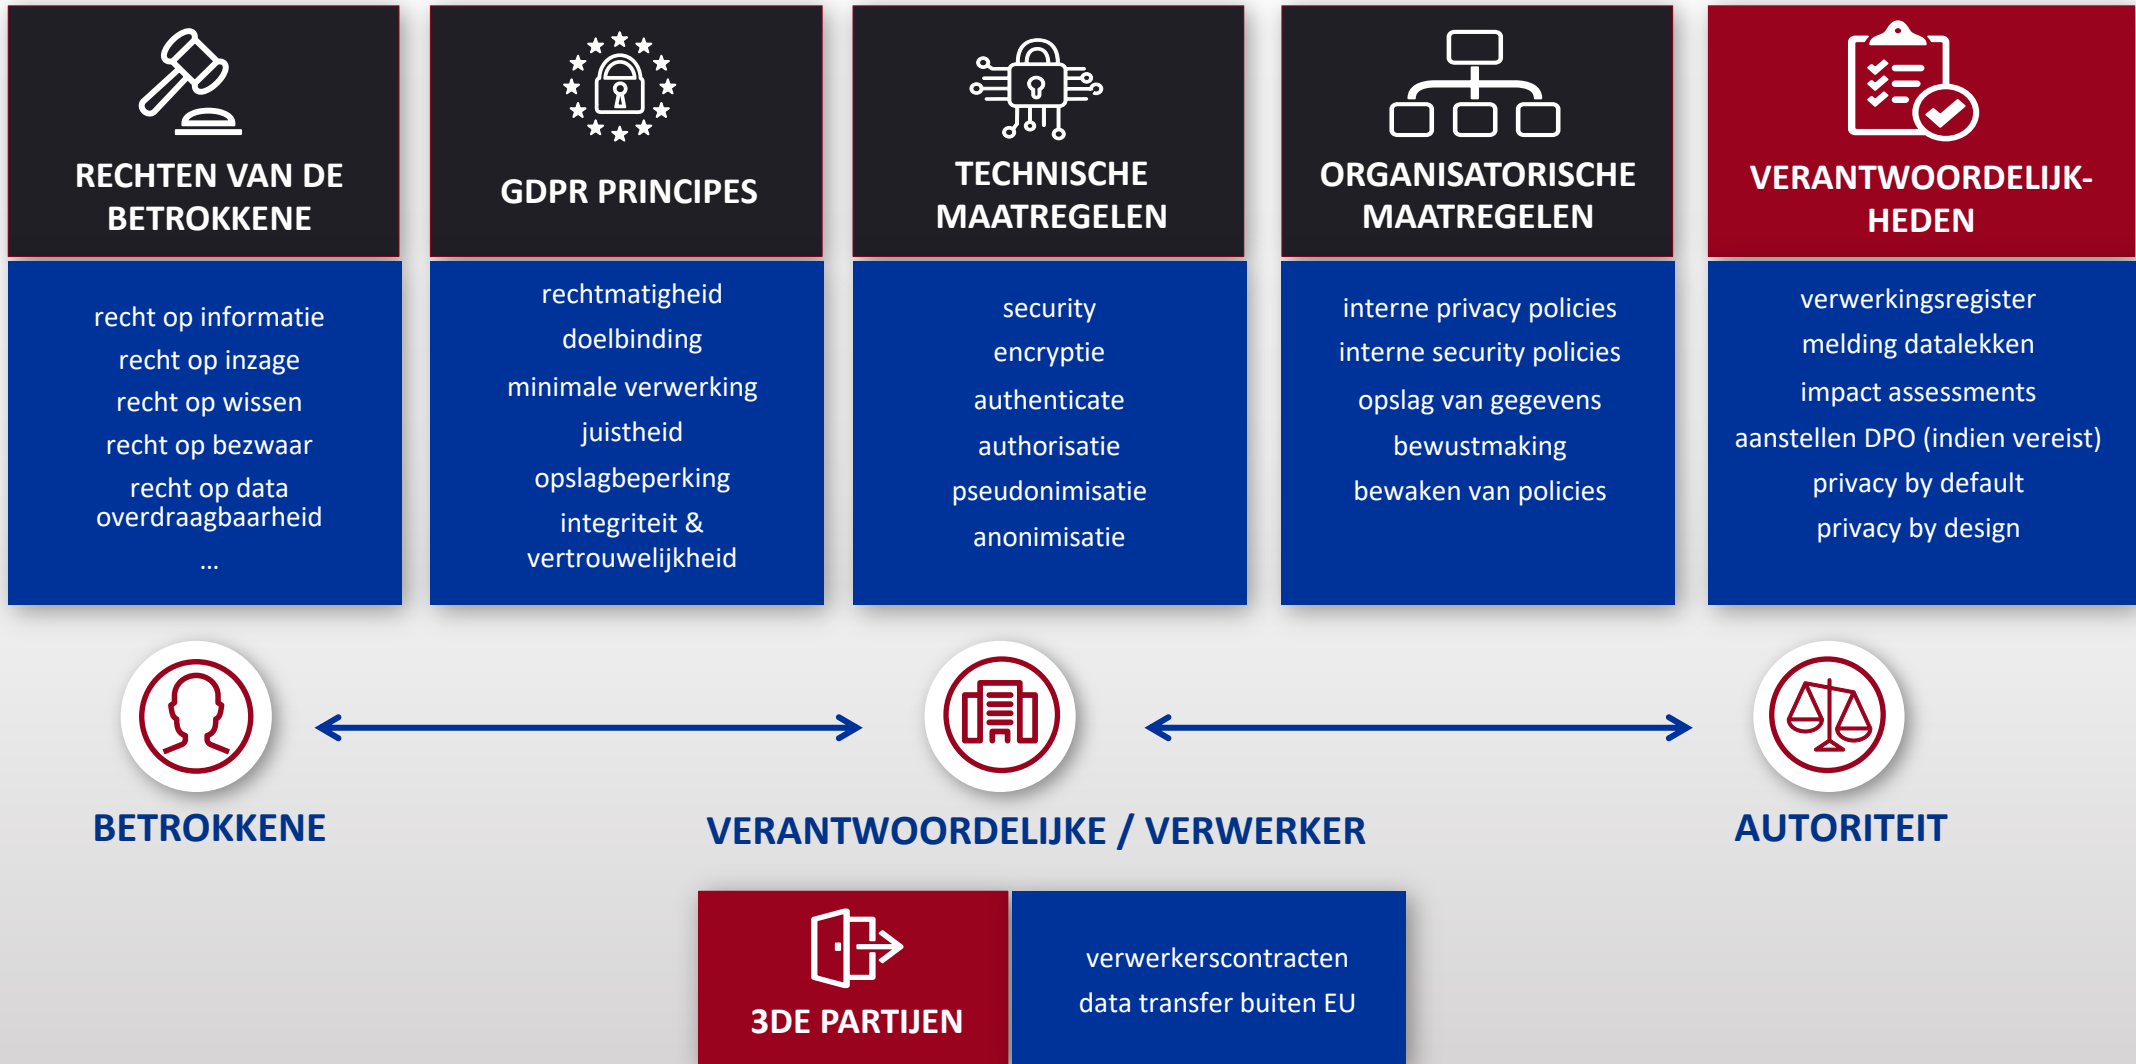 RECHTEN VAN DE
BETROKKENE
recht op informatie
recht op inzage
recht op wissen
recht op bezwaar
recht op data
overdraagbaarheid
...
GDPR PRINCIPES
rechtmatigheid
doelbinding
minimale verwerking
juistheid
opslagbeperking
integriteit &
vertrouwelijkheid
TECHNISCHE
MAATREGELEN
security
encryptie
authenticate
authorisatie
pseudonimisatie
anonimisatie
ORGANISATORISCHE
MAATREGELEN
interne privacy policies
interne security policies
opslag van gegevens
bewustmaking
bewaken van policies
VERANTWOORDELIJK-
HEDEN
verwerkingsregister
melding datalekken
impact assessments
aanstellen DPO (indien vereist)
privacy by default
privacy by design
BETROKKENE
VERANTWOORDELIJKE / VERWERKER
AUTORITEIT
3DE PARTIJEN
verwerkerscontracten
data transfer buiten EU